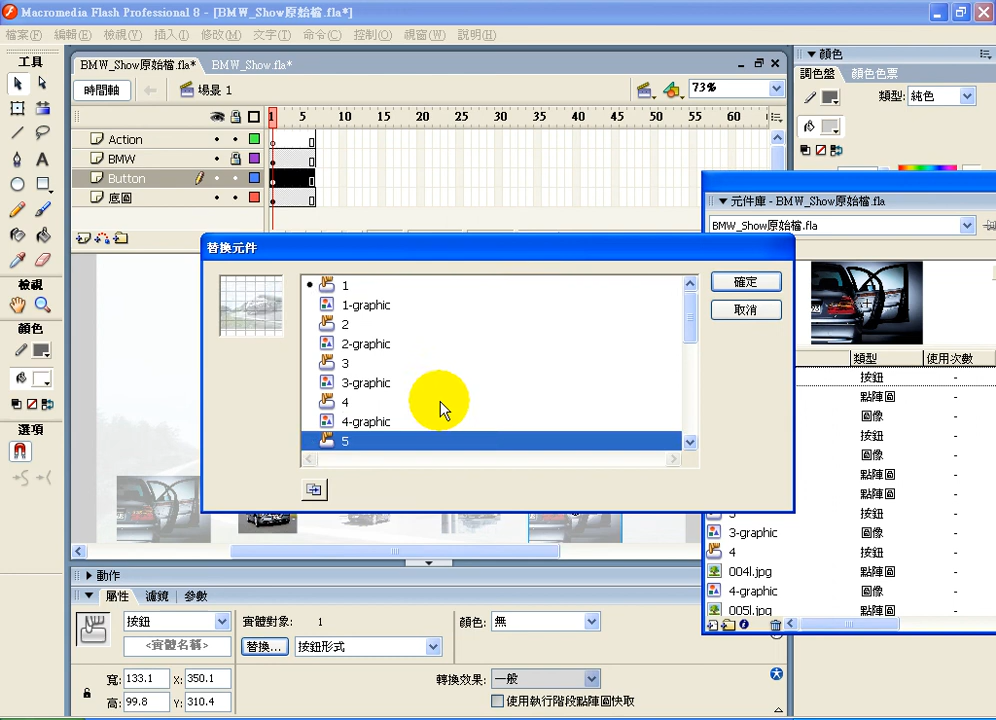 Macromedia Flash Professional 8 - [BMW_Show原始檔.fla*]
檔案(F) 編輯(E) 檢視(V) 插入(I) 修改(M) 文字(T) 命令(C) 控制(O) 視窗(W) 說明(H)
工具
檢視
顏色
選項
BMW_Show原始檔.fla* BMW_Show.fla*
時間軸 場景 1 73%
1 5 10 15 20 25 30 35 40 45 50 55 60
Action
BMW
Button
底圖
顏色
調色盤 顏色色票
類型: 純色
元件庫 - BMW_Show原始檔.fla
BMW_Show原始檔.fla
類型 使用次數
按鈕 -
點陣圖 -
圖像 -
按鈕 -
圖像 -
點陣圖 -
點陣圖 -
按鈕 -
3-graphic 圖像 -
4 按鈕 -
004l.jpg 點陣圖 -
4-graphic 圖像 -
005l.jpg 點陣圖 -
替換元件
1
1-graphic
2
2-graphic
3
3-graphic
4
4-graphic
5
確定
取消
動作
屬性 濾鏡 參數
按鈕 實體對象: 1 顏色: 無
<實體名稱> 替換... 按鈕形式
寬: 133.1 X: 350.1 轉換效果: 一般
高: 99.8 Y: 310.4 使用執行階段點陣圖快取